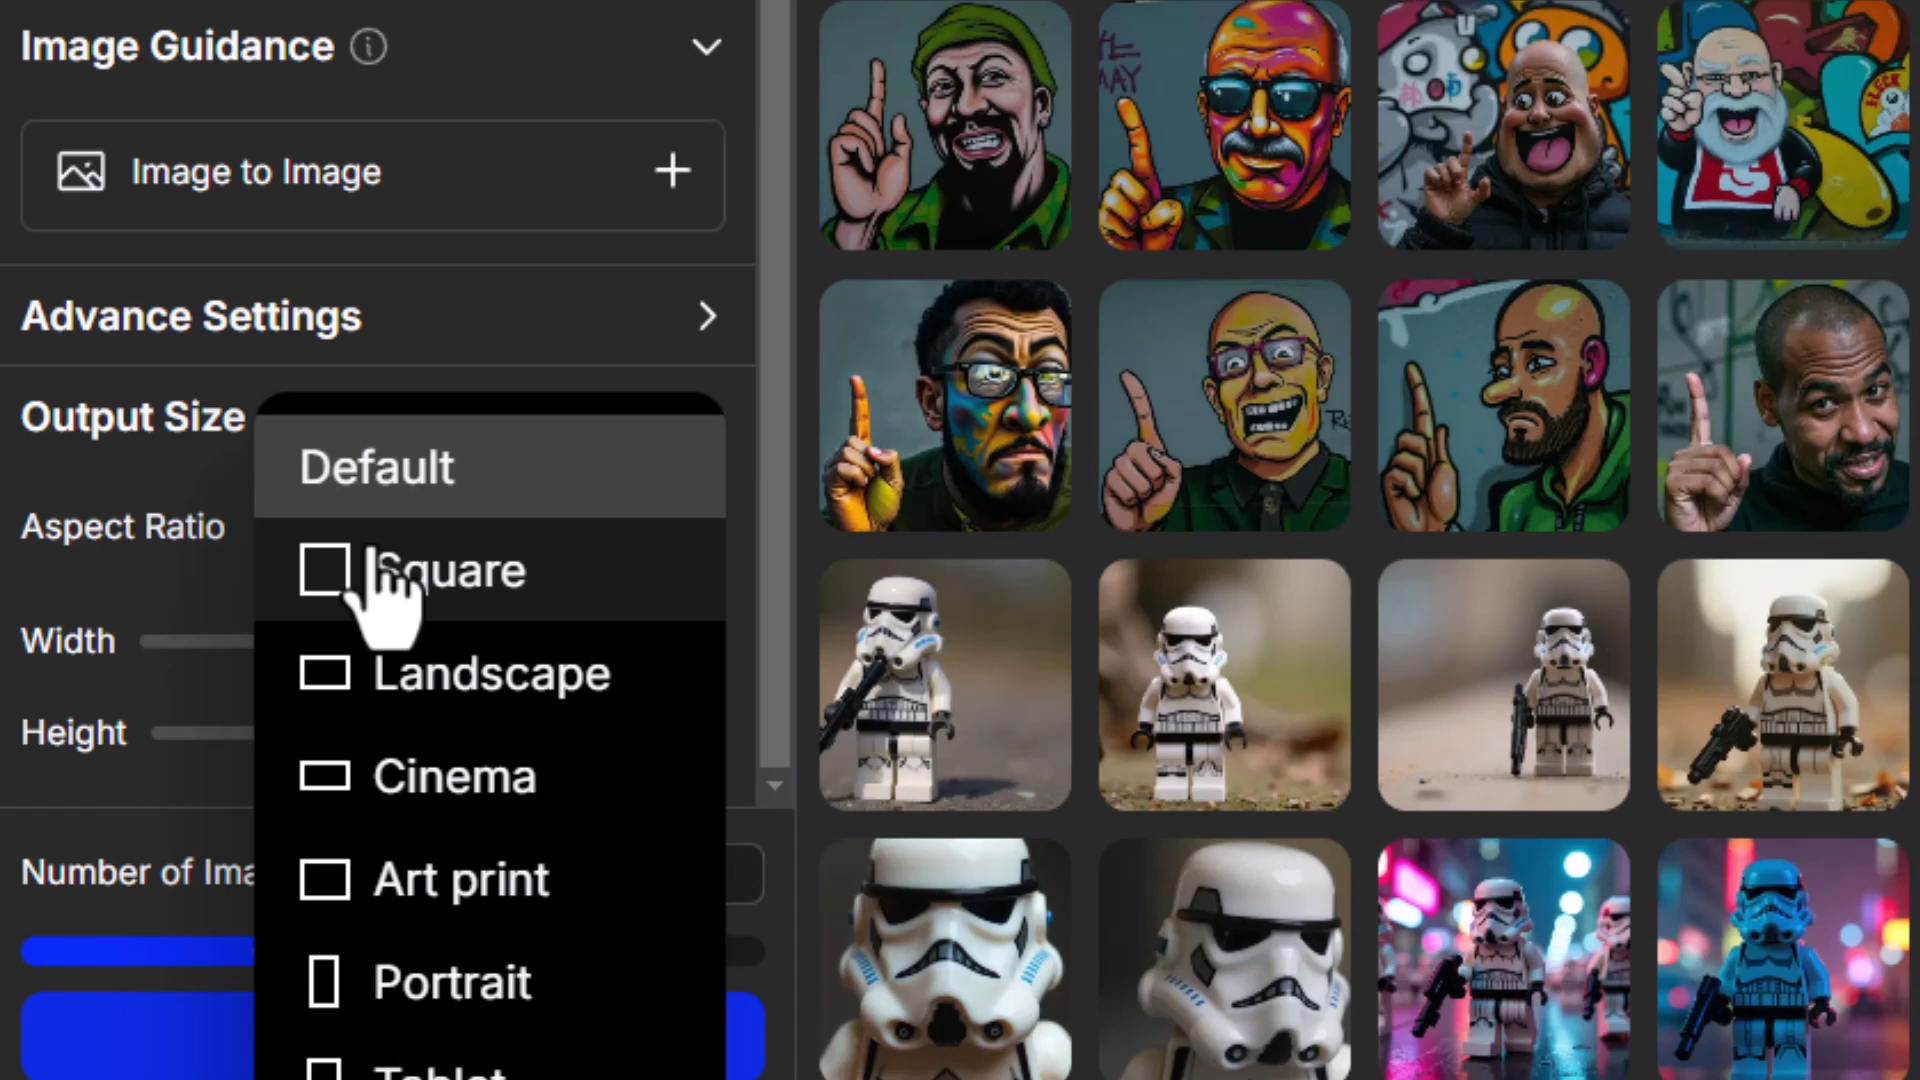 Image Guidance
Image to Image
Advance Settings
Output Size
Default
Aspect Ratio
Square
Width
Landscape
Height
Cinema
Number of Ima
Art print
Portrait
Tablet